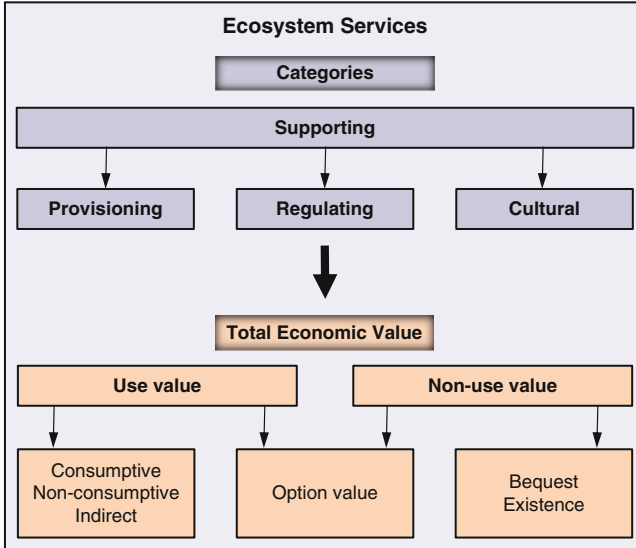 Ecosystem Services
Categories
Supporting
Provisioning
Regulating
Cultural
Total Economic Value
Use value
Non-use value
Consumptive
Non-consumptive
Indirect
Option value
Bequest
Existence